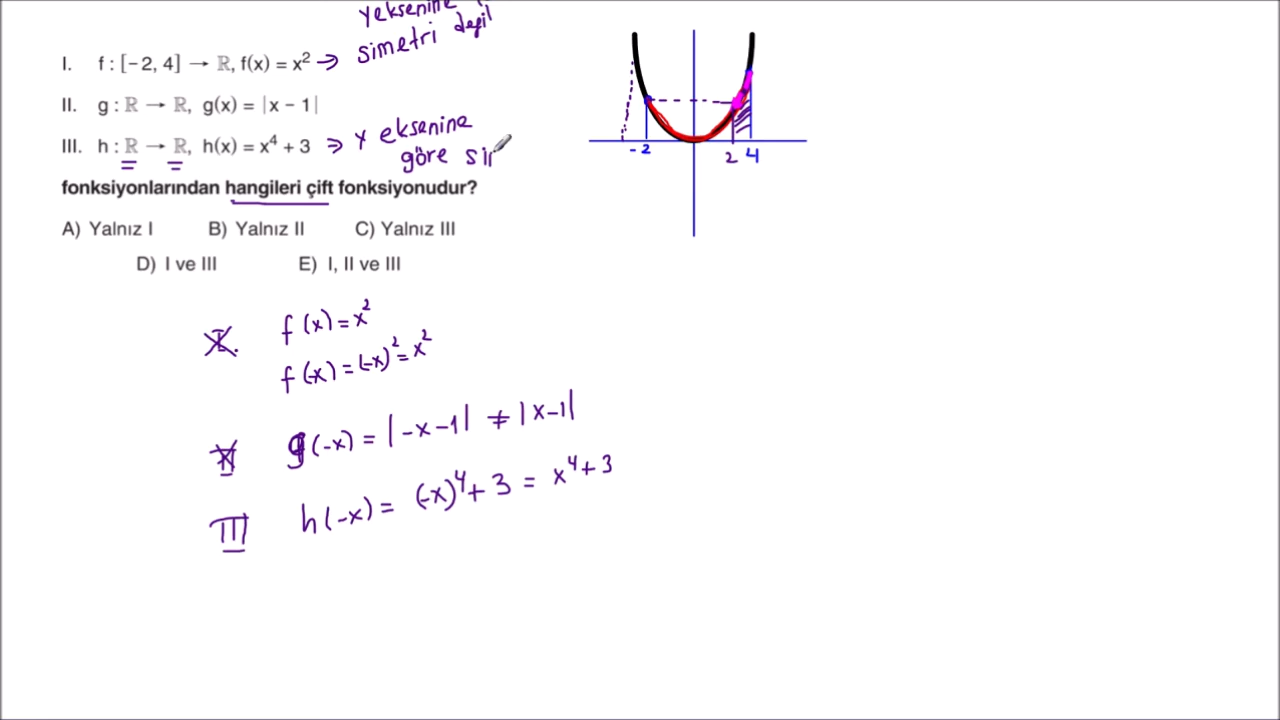 y eksenine
simetri değil
I. f : [−2, 4] → ℝ, f(x) = x² ⇒
II. g : ℝ → ℝ, g(x) = |x − 1|
III. h : ℝ → ℝ, h(x) = x⁴ + 3 ⇒ y eksenine
göre si
fonksiyonlarından hangileri çift fonksiyonudur?
A) Yalnız I B) Yalnız II C) Yalnız III
D) I ve III E) I, II ve III
-2 2 4
I. f(x) = x²
f(-x) = (-x)² = x²
II g(-x) = |-x-1| ≠ |x-1|
III h(-x) = (-x)⁴ + 3 = x⁴ + 3